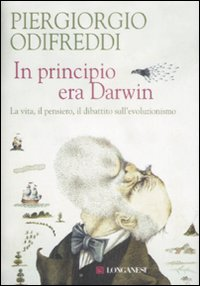 PIERGIORGIO
ODIFREDDI
In principio
era Darwin
La vita, il pensiero, il dibattito sull'evoluzionismo
LONGANESI